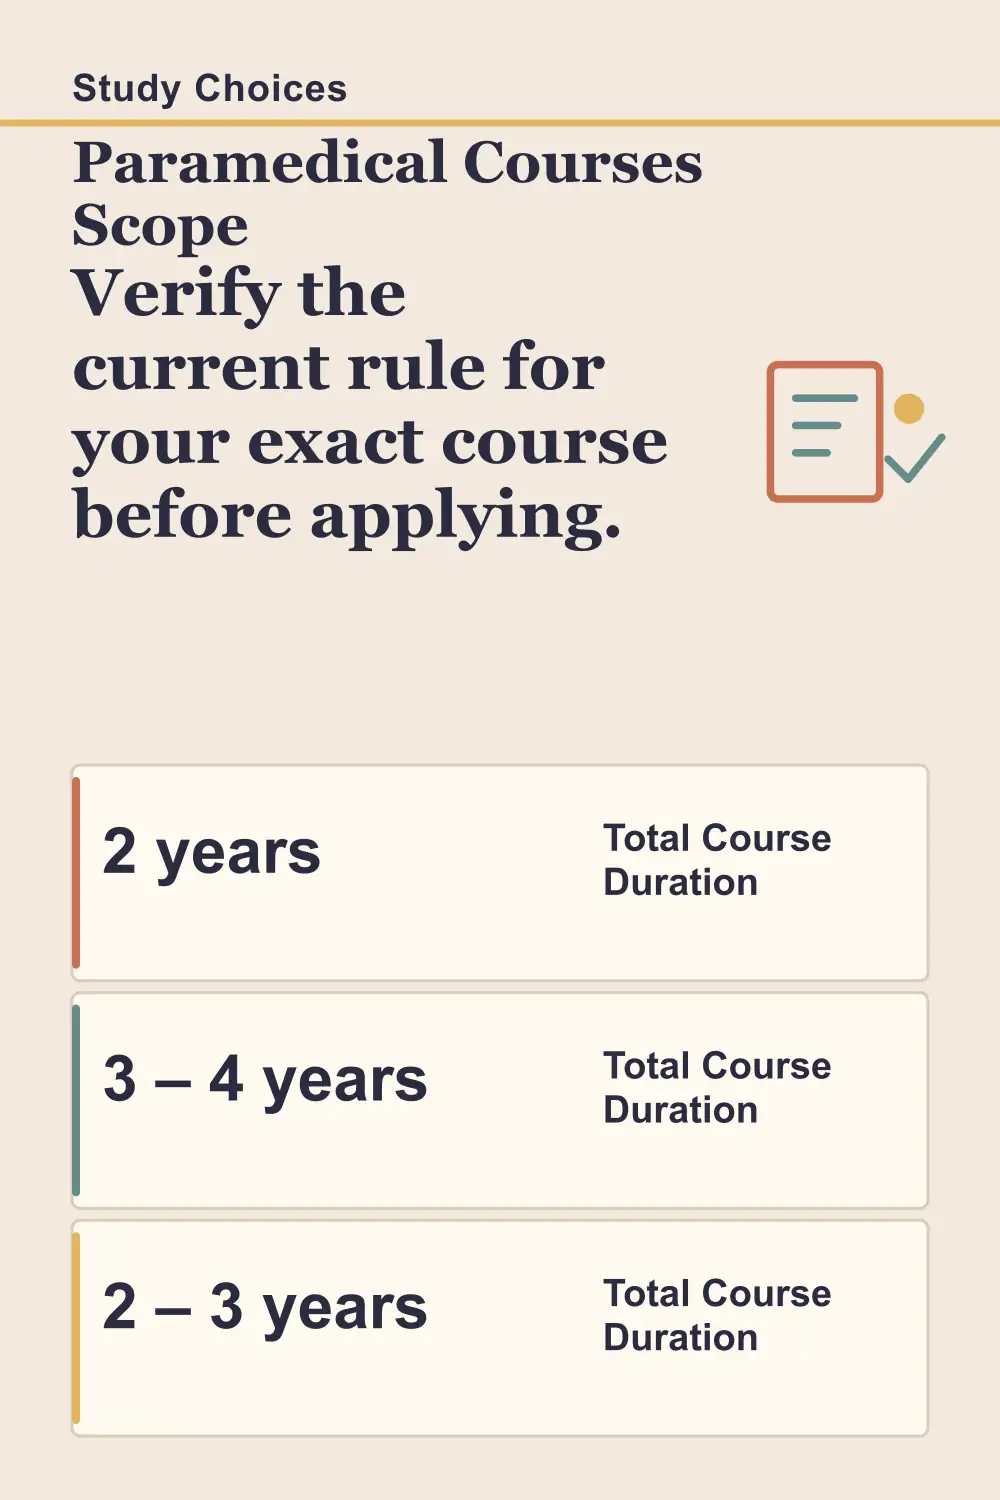 Study Choices
Paramedical Courses
Scope
Verify the
current rule for
your exact course
before applying.
2 years
Total Course
Duration
3 – 4 years
Total Course
Duration
2 – 3 years
Total Course
Duration